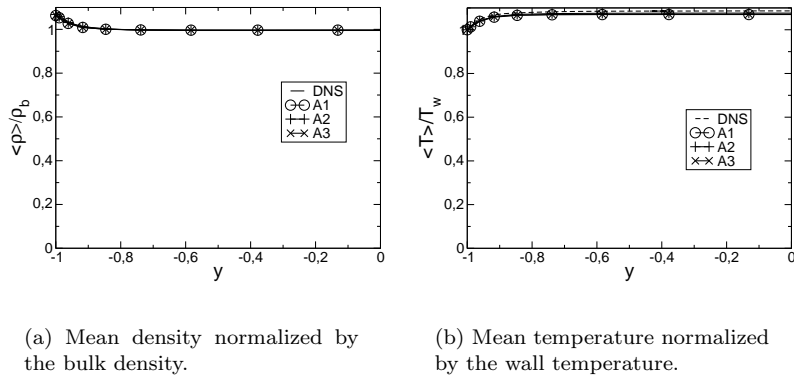 1
0,8
0,6
0,4
0,2
0
<ρ>/ρ_b
DNS
A1
A2
A3
-1 -0,8 -0,6 -0,4 -0,2 0
y
1
0,8
0,6
0,4
0,2
0
<T>/T_w
DNS
A1
A2
A3
-1 -0,8 -0,6 -0,4 -0,2 0
y
(a) Mean density normalized by
the bulk density.
(b) Mean temperature normalized
by the wall temperature.